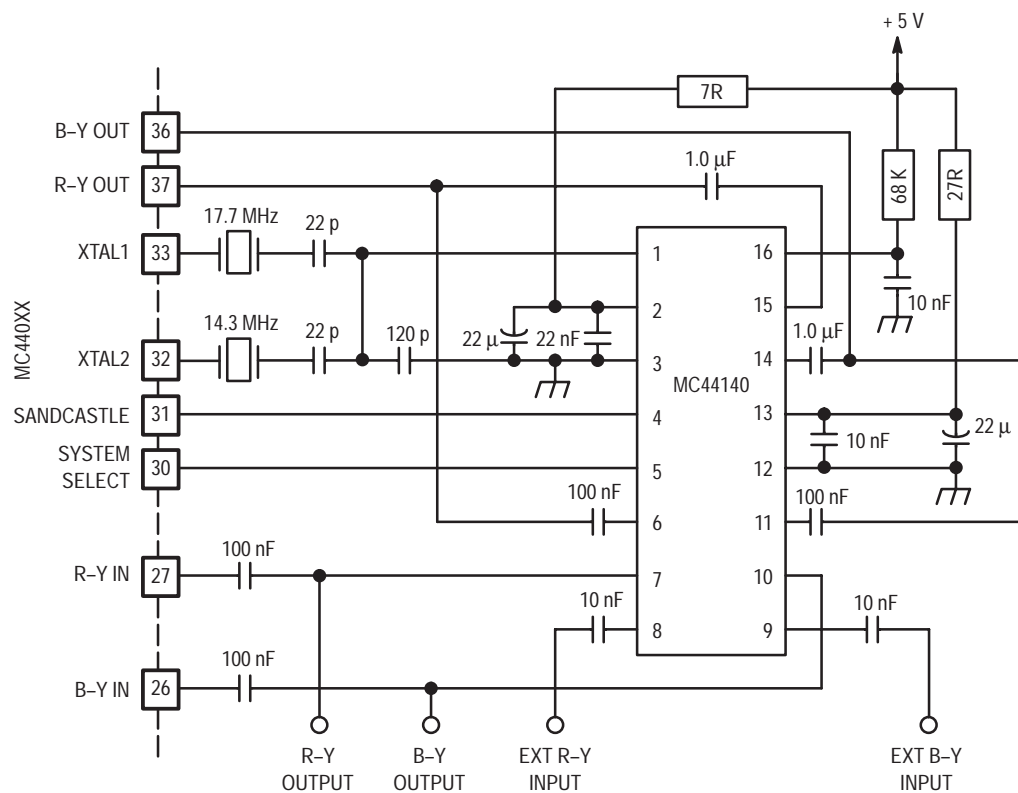 + 5 V
7R
B–Y OUT
36
1.0 µF
68 K
27R
R–Y OUT
37
17.7 MHz
22 p
XTAL1
33
1
16
10 nF
2
15
MC440XX
14.3 MHz
22 p
120 p
22 µ
22 nF
1.0 µF
XTAL2
32
3
14
MC44140
SANDCASTLE
31
4
13
22 µ
10 nF
SYSTEM
SELECT
30
5
12
100 nF
100 nF
6
11
100 nF
R–Y IN
27
7
10
10 nF
10 nF
8
9
100 nF
B–Y IN
26
R–Y
OUTPUT
B–Y
OUTPUT
EXT R–Y
INPUT
EXT B–Y
INPUT